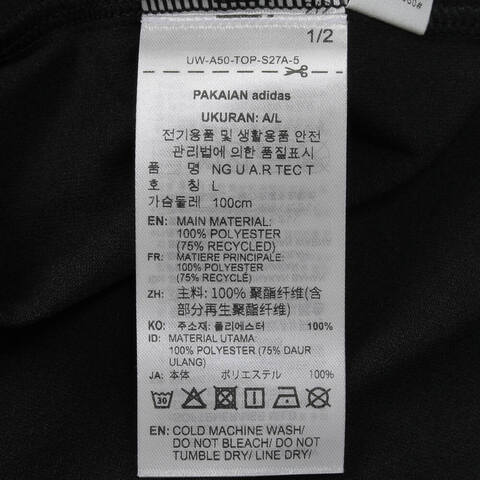 1/2
UW-A50-TOP-S27A-5
PAKAIAN adidas
UKURAN: A/L
전기용품 및 생활용품 안전
관리법에 의한 품질표시
품 명 NG U A.R TEC T
호 칭 L
가슴둘레 100cm
EN: MAIN MATERIAL:
100% POLYESTER
(75% RECYCLED)
FR: MATIERE PRINCIPALE:
100% POLYESTER
(75% RECYCLÉ)
ZH: 主料: 100% 聚酯纤维(含
部分再生聚酯纤维)
KO: 주소재: 폴리에스터 100%
ID: MATERIAL UTAMA:
100% POLYESTER (75% DAUR
ULANG)
JA: 本体 ポリエステル 100%
30
EN: COLD MACHINE WASH/
DO NOT BLEACH/ DO NOT
TUMBLE DRY/ LINE DRY/